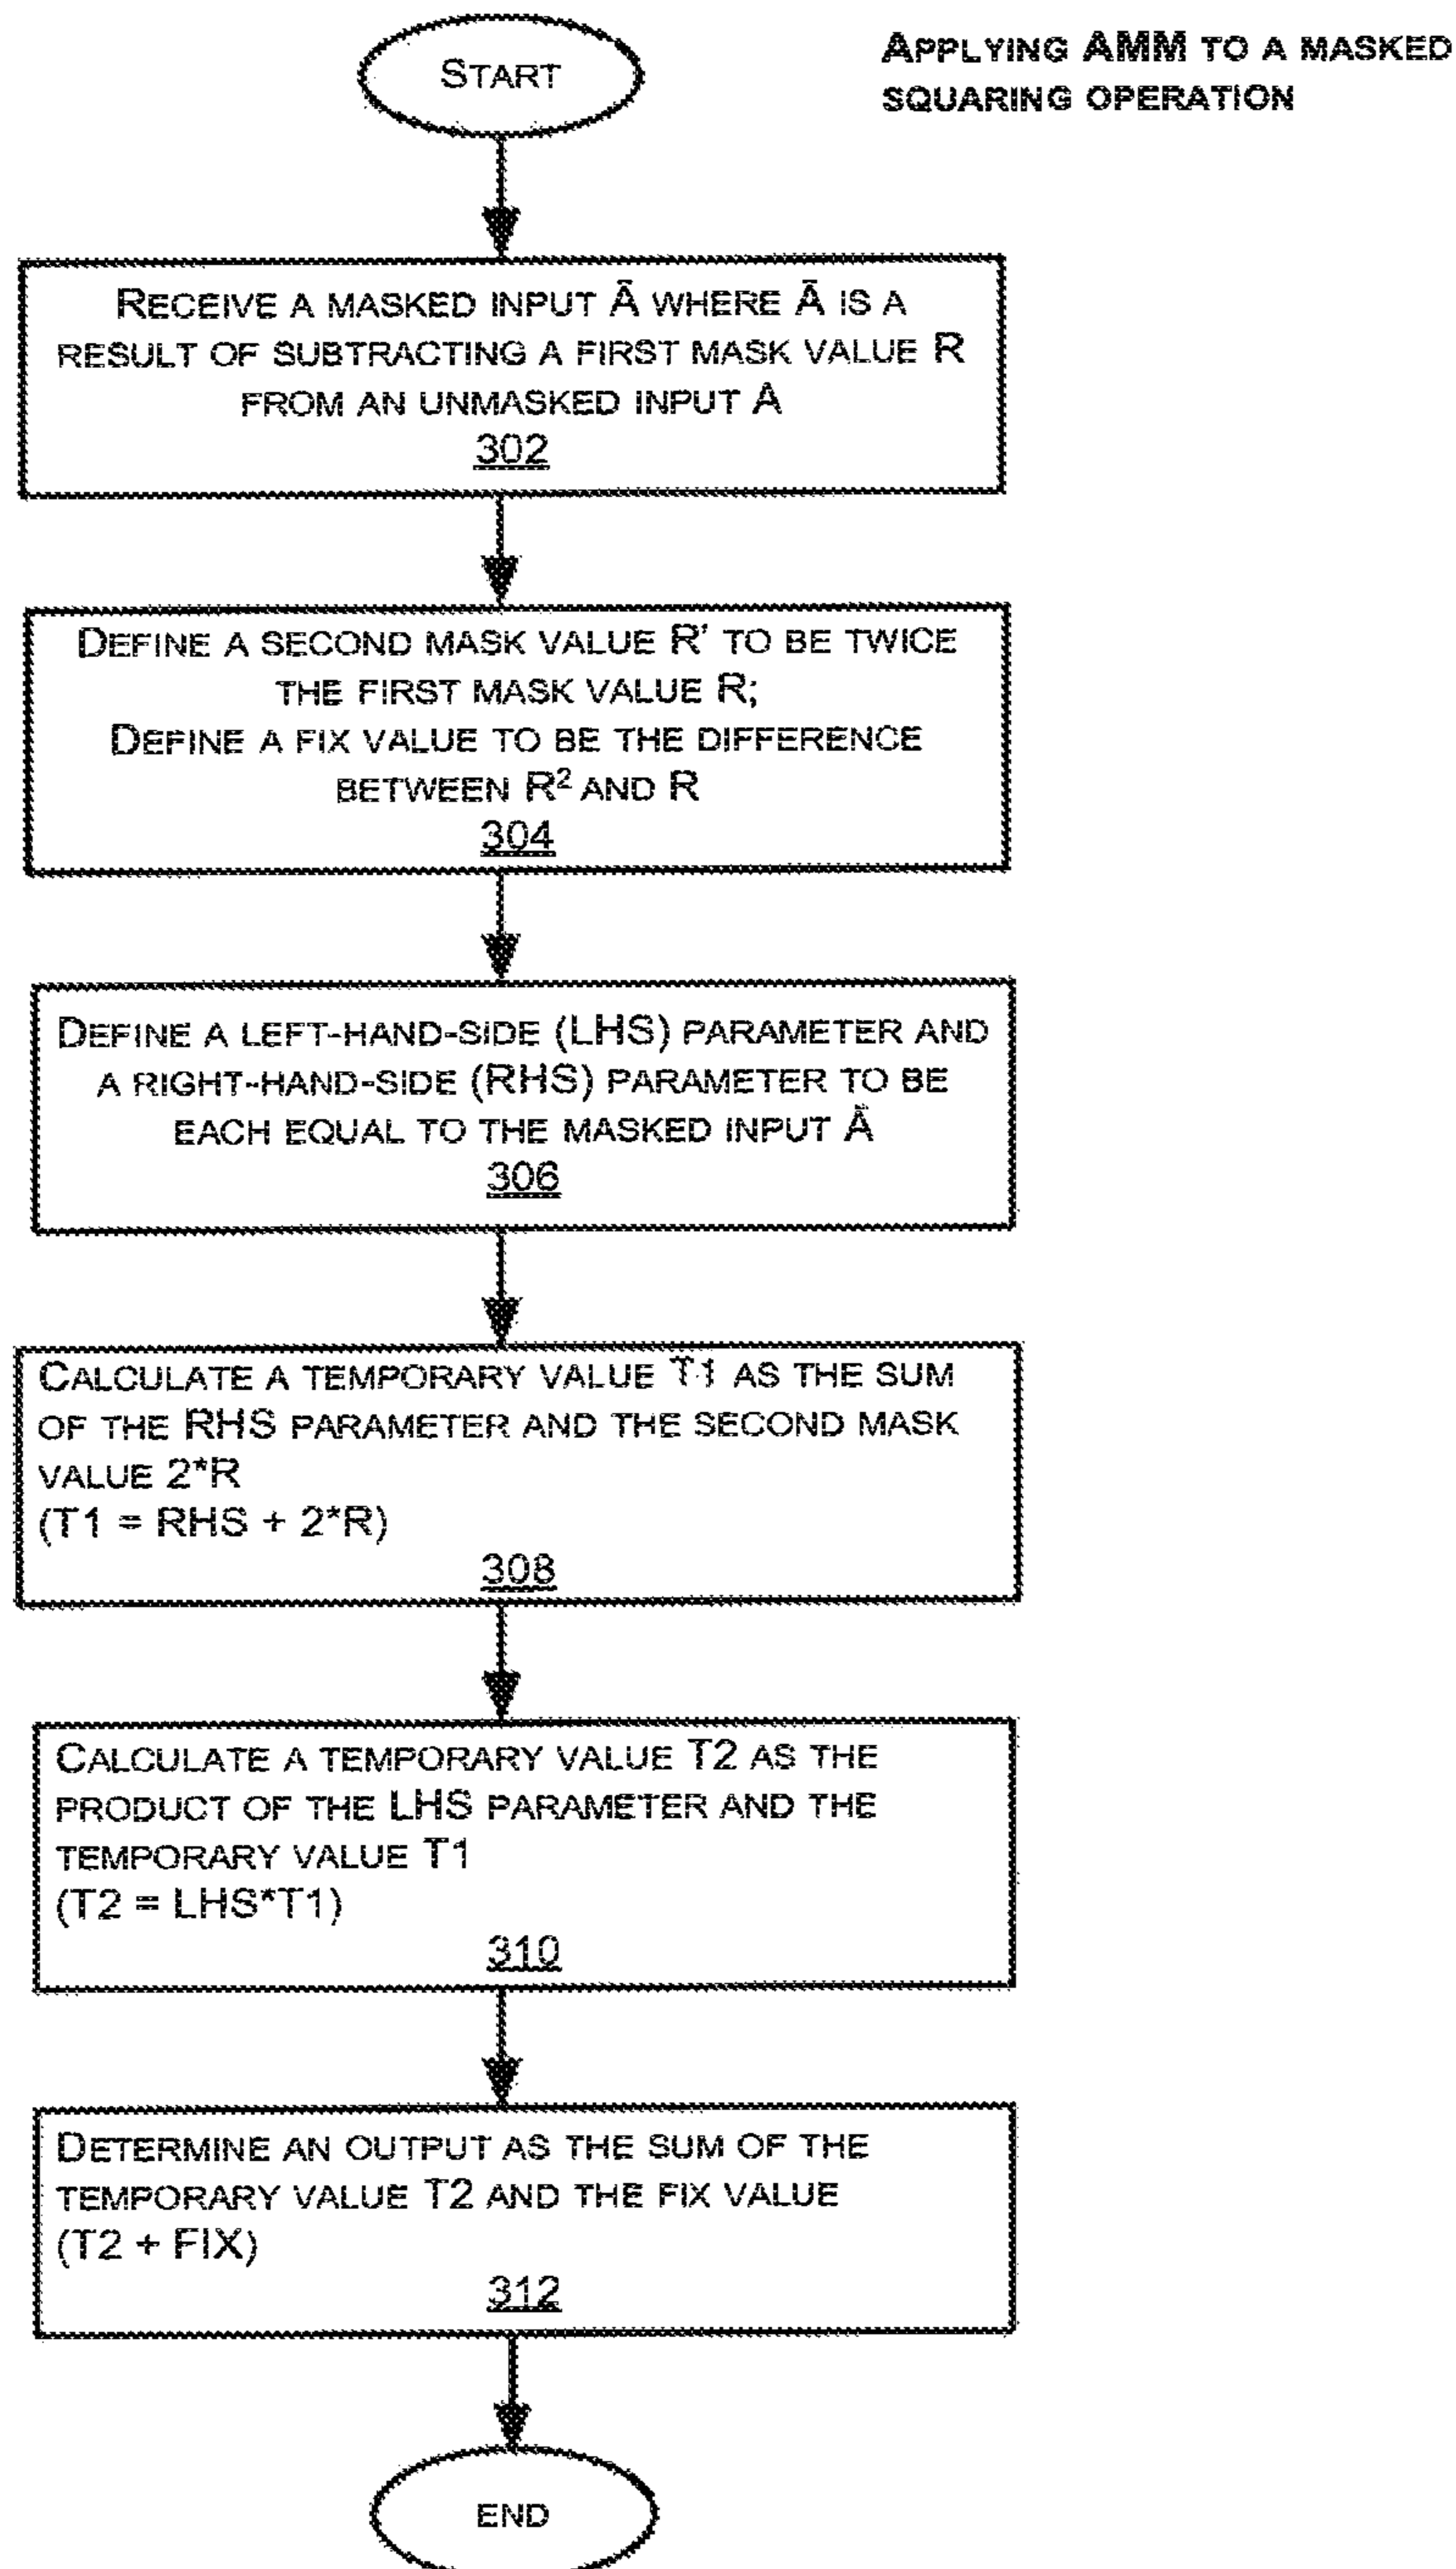 START
APPLYING AMM TO A MASKED
SQUARING OPERATION
RECEIVE A MASKED INPUT Ã WHERE Ã IS A
RESULT OF SUBTRACTING A FIRST MASK VALUE R
FROM AN UNMASKED INPUT A
302
DEFINE A SECOND MASK VALUE R' TO BE TWICE
THE FIRST MASK VALUE R;
DEFINE A FIX VALUE TO BE THE DIFFERENCE
BETWEEN R² AND R
304
DEFINE A LEFT-HAND-SIDE (LHS) PARAMETER AND
A RIGHT-HAND-SIDE (RHS) PARAMETER TO BE
EACH EQUAL TO THE MASKED INPUT Ã
306
CALCULATE A TEMPORARY VALUE T1 AS THE SUM
OF THE RHS PARAMETER AND THE SECOND MASK
VALUE 2*R
(T1 = RHS + 2*R)
308
CALCULATE A TEMPORARY VALUE T2 AS THE
PRODUCT OF THE LHS PARAMETER AND THE
TEMPORARY VALUE T1
(T2 = LHS*T1)
310
DETERMINE AN OUTPUT AS THE SUM OF THE
TEMPORARY VALUE T2 AND THE FIX VALUE
(T2 + FIX)
312
END